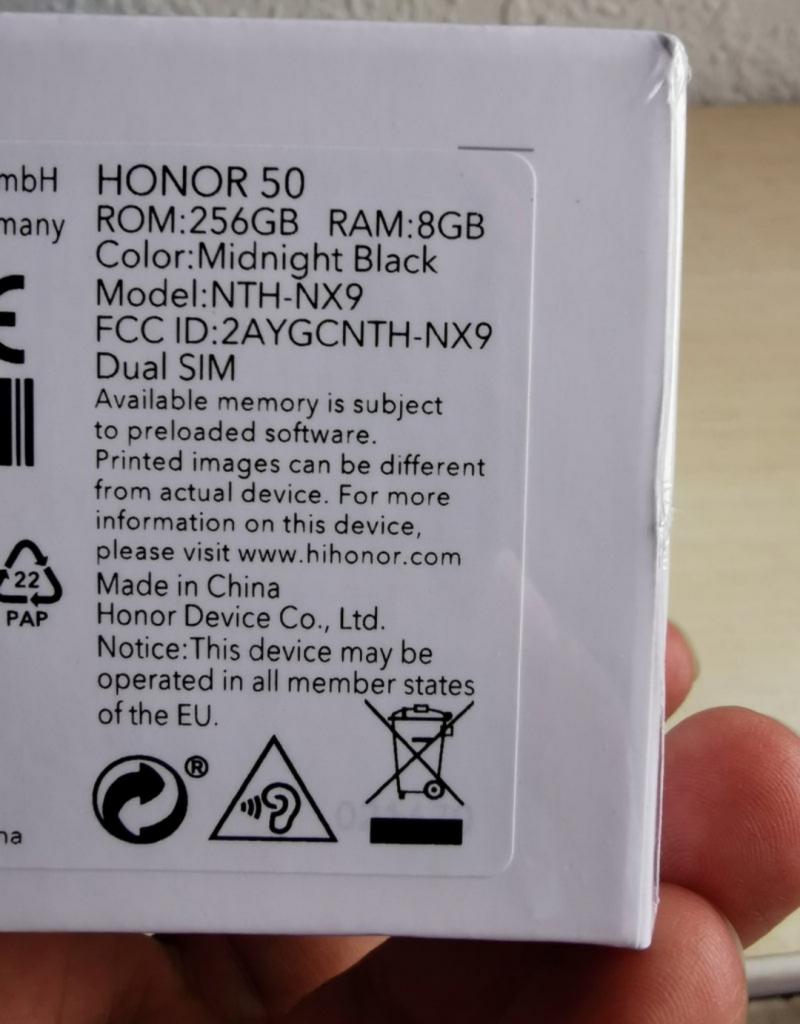 mbH
many
HONOR 50
ROM:256GB RAM:8GB
Color:Midnight Black
Model:NTH-NX9
FCC ID:2AYGCNTH-NX9
Dual SIM
Available memory is subject
to preloaded software.
Printed images can be different
from actual device. For more
information on this device,
please visit www.hihonor.com
Made in China
Honor Device Co., Ltd.
Notice:This device may be
operated in all member states
of the EU.
22
PAP
®
na